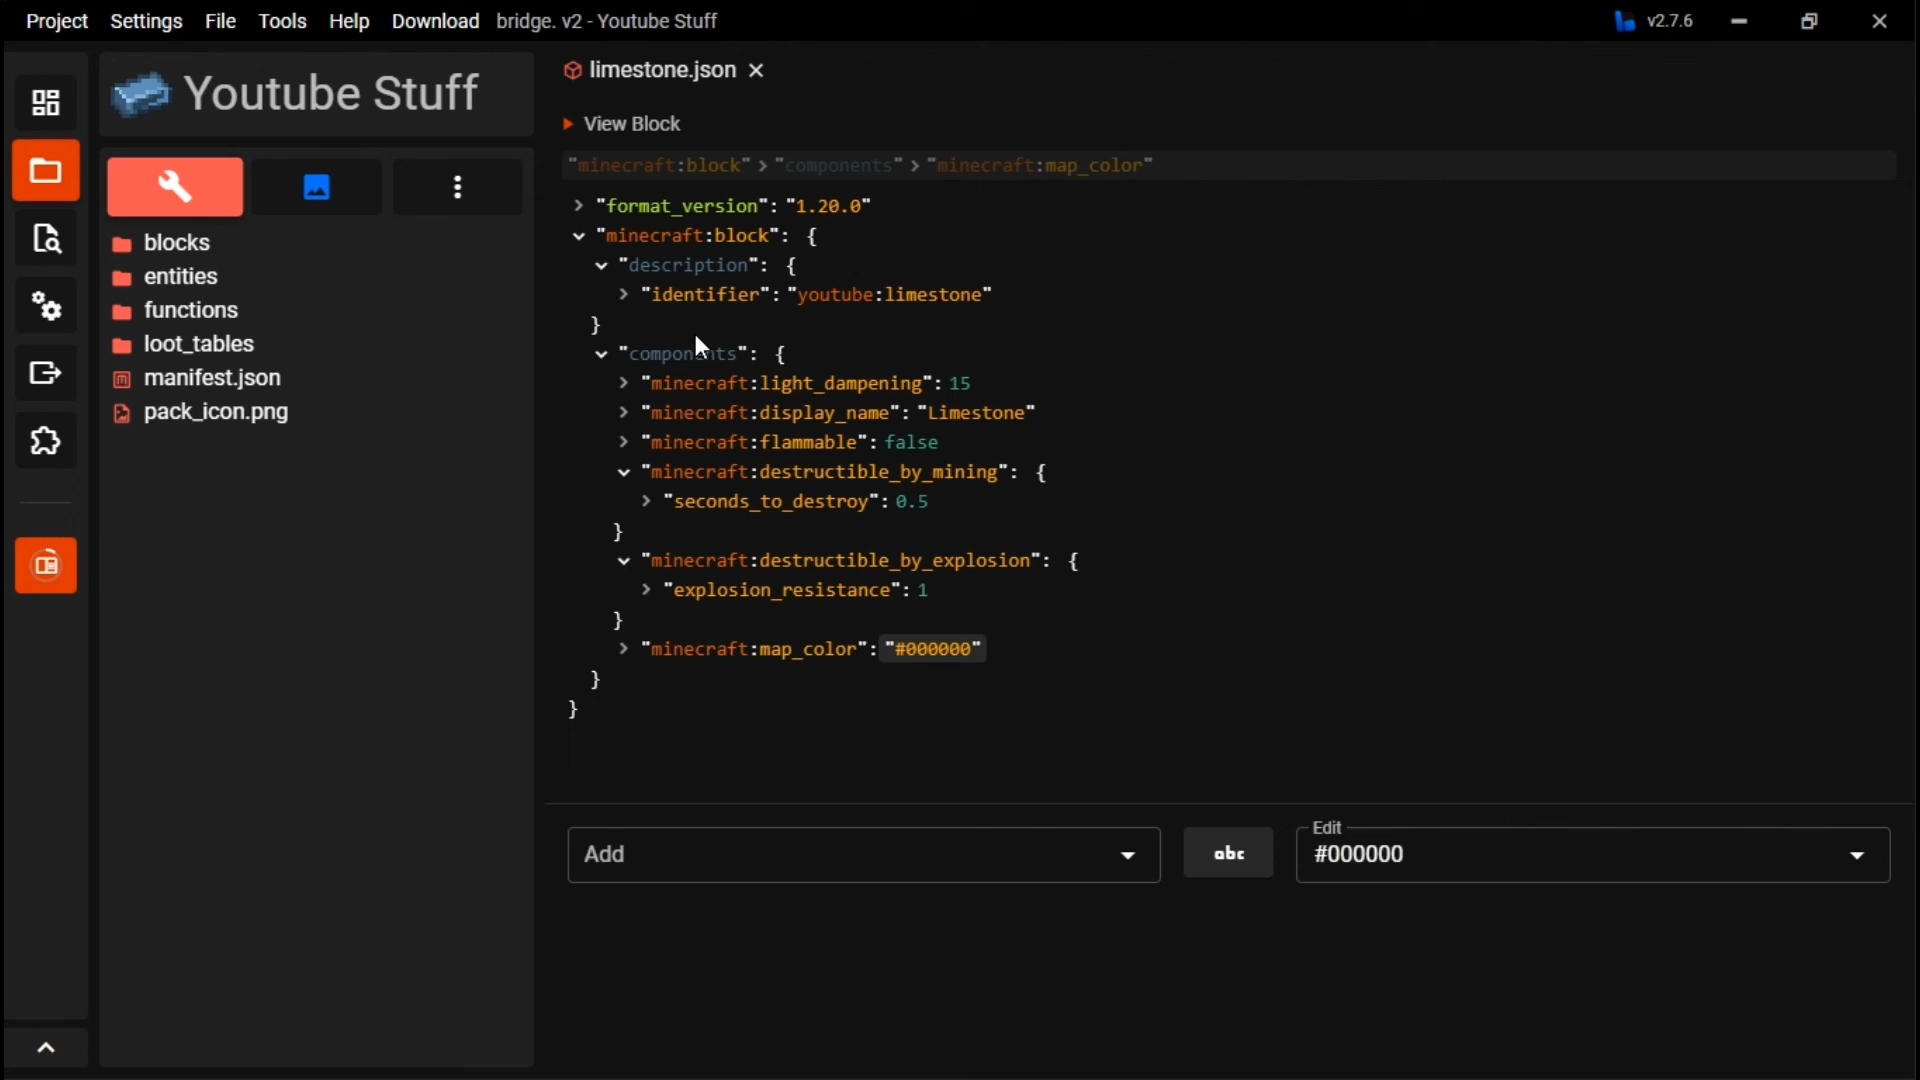 Project Settings File Tools Help Download bridge. v2 - Youtube Stuff v2.7.6
Youtube Stuff
blocks
entities
functions
loot_tables
manifest.json
pack_icon.png
limestone.json
View Block
"minecraft:block" > "components" > "minecraft:map_color"
"format_version": "1.20.0"
"minecraft:block": {
"description": {
"identifier": "youtube:limestone"
}
"components": {
"minecraft:light_dampening": 15
"minecraft:display_name": "Limestone"
"minecraft:flammable": false
"minecraft:destructible_by_mining": {
"seconds_to_destroy": 0.5
}
"minecraft:destructible_by_explosion": {
"explosion_resistance": 1
}
"minecraft:map_color": "#000000"
}
}
Add
abc
Edit
#000000